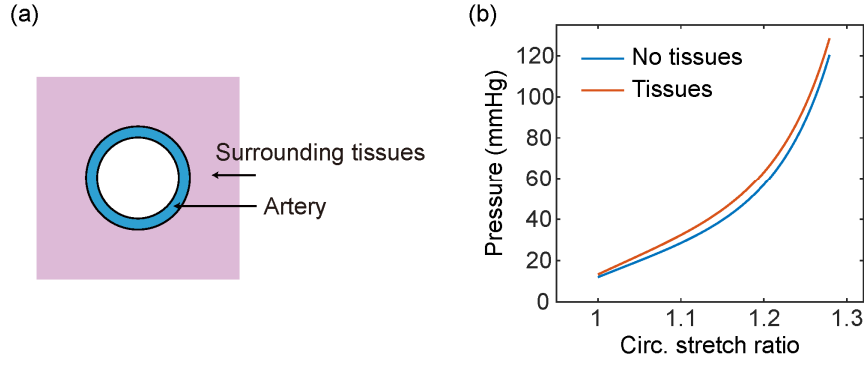 (a)
Surrounding tissues
Artery
(b)
No tissues
Tissues
Pressure (mmHg)
120
100
80
60
40
20
0
1
1.1
1.2
1.3
Circ. stretch ratio